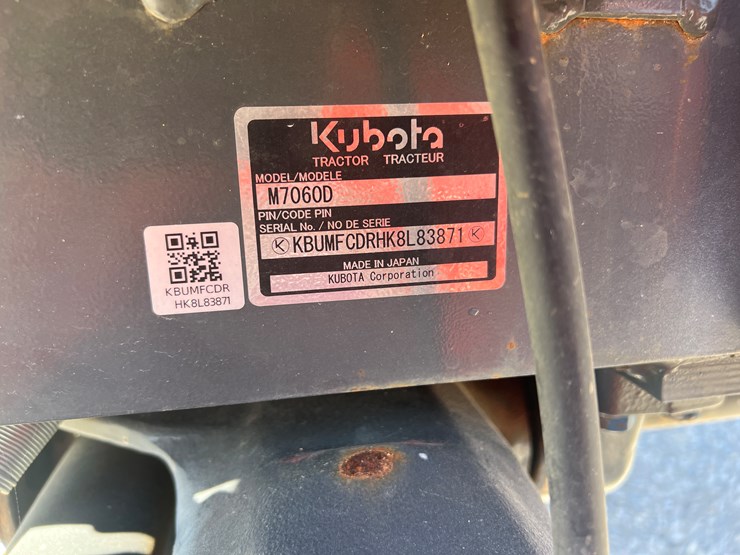 Kubota
TRACTOR TRACTEUR
MODEL/MODELE
M7060D
PIN/CODE PIN
SERIAL No. / NO DE SERIE
KBUMFCDRHK8L83871
MADE IN JAPAN
KUBOTA Corporation
KBUMFCDR
HK8L83871